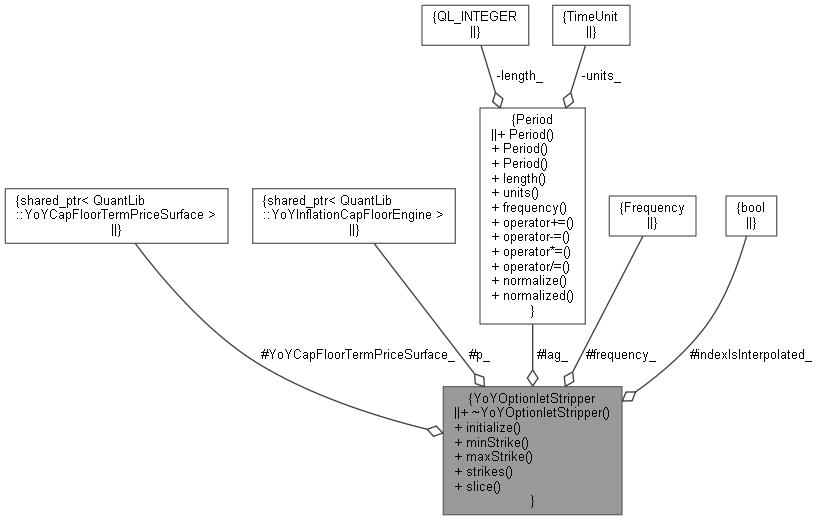 {QL_INTEGER
||}
{TimeUnit
||}
-length_
-units_
{Period
||+ Period()
+ Period()
+ Period()
+ length()
+ units()
+ frequency()
+ operator+=()
+ operator-=()
+ operator*=()
+ operator/=()
+ normalize()
+ normalized()
}
{shared_ptr< QuantLib
::YoYCapFloorTermPriceSurface >
||}
{shared_ptr< QuantLib
::YoYInflationCapFloorEngine >
||}
{Frequency
||}
{bool
||}
#YoYCapFloorTermPriceSurface_
#p_
#lag_
#frequency_
#indexIsInterpolated_
{YoYOptionletStripper
||+ ~YoYOptionletStripper()
+ initialize()
+ minStrike()
+ maxStrike()
+ strikes()
+ slice()
}